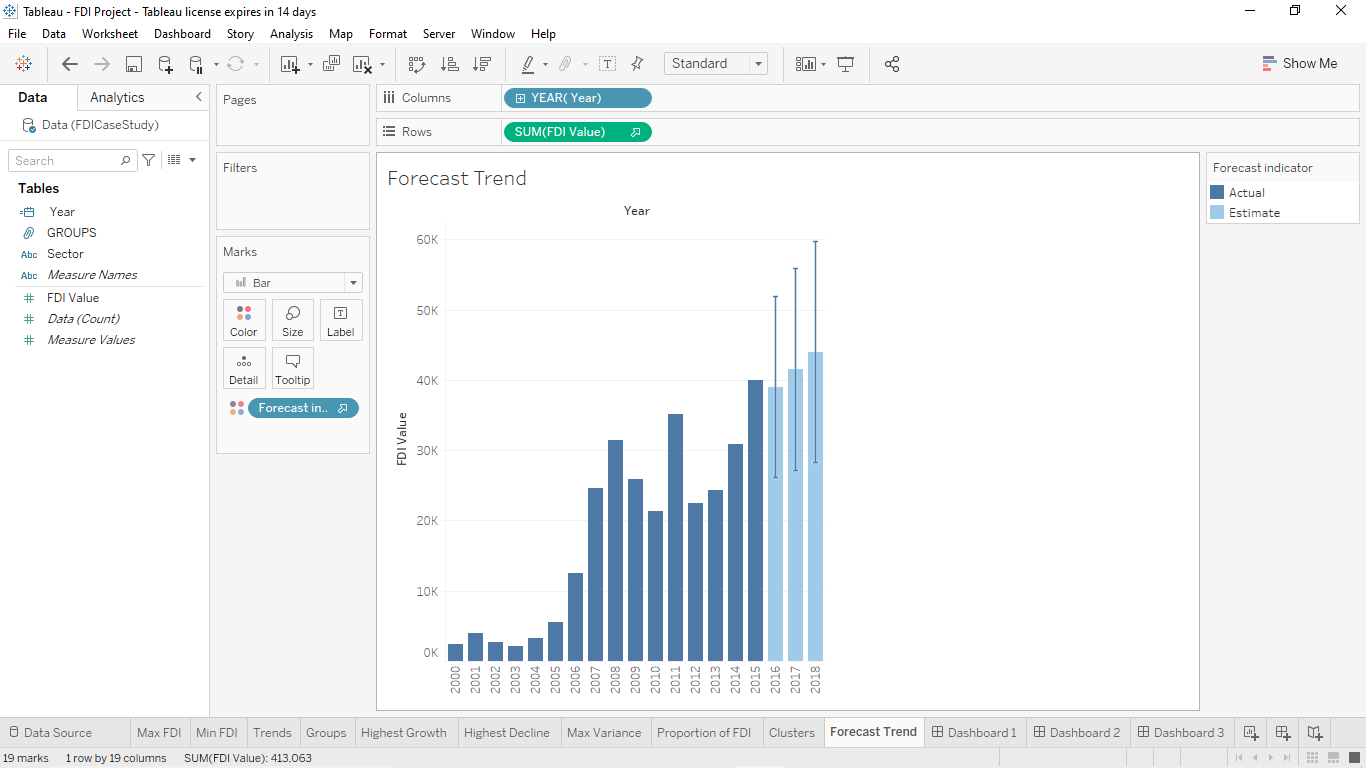 Tableau - FDI Project - Tableau license expires in 14 days
File Data Worksheet Dashboard Story Analysis Map Format Server Window Help
Standard
Show Me
Data Analytics
Data (FDICaseStudy)
Search
Tables
Year
GROUPS
Abc Sector
Abc Measure Names
FDI Value
Data (Count)
Measure Values
Pages
Filters
Marks
Bar
Color Size Label
Detail Tooltip
Forecast in..
Columns YEAR( Year)
Rows SUM(FDI Value)
Forecast Trend
Year
60K
50K
40K
30K
20K
10K
0K
FDI Value
2000 2001 2002 2003 2004 2005 2006 2007 2008 2009 2010 2011 2012 2013 2014 2015 2016 2017 2018
Forecast indicator
Actual
Estimate
Data Source Max FDI Min FDI Trends Groups Highest Growth Highest Decline Max Variance Proportion of FDI Clusters Forecast Trend Dashboard 1 Dashboard 2 Dashboard 3
19 marks 1 row by 19 columns SUM(FDI Value): 413,063